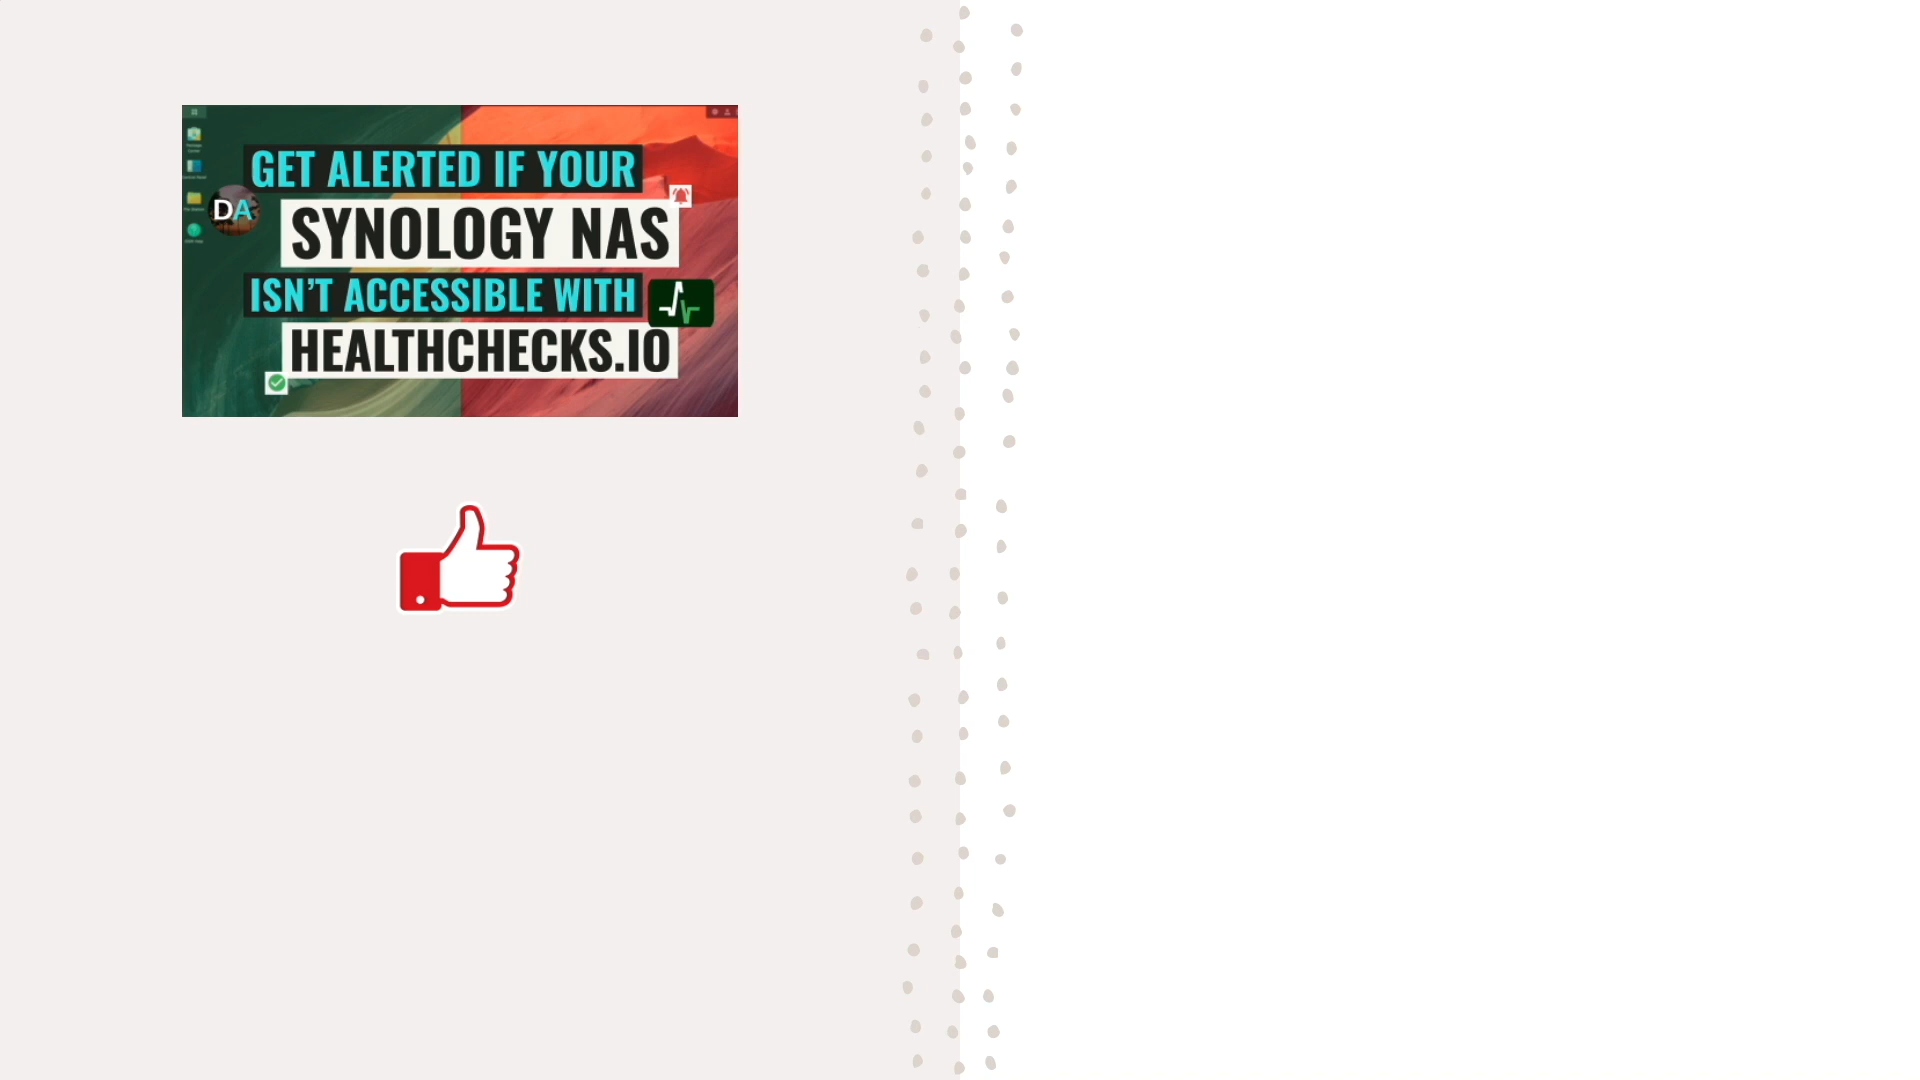 GET ALERTED IF YOUR
DA
SYNOLOGY NAS
ISN'T ACCESSIBLE WITH
HEALTHCHECKS.IO